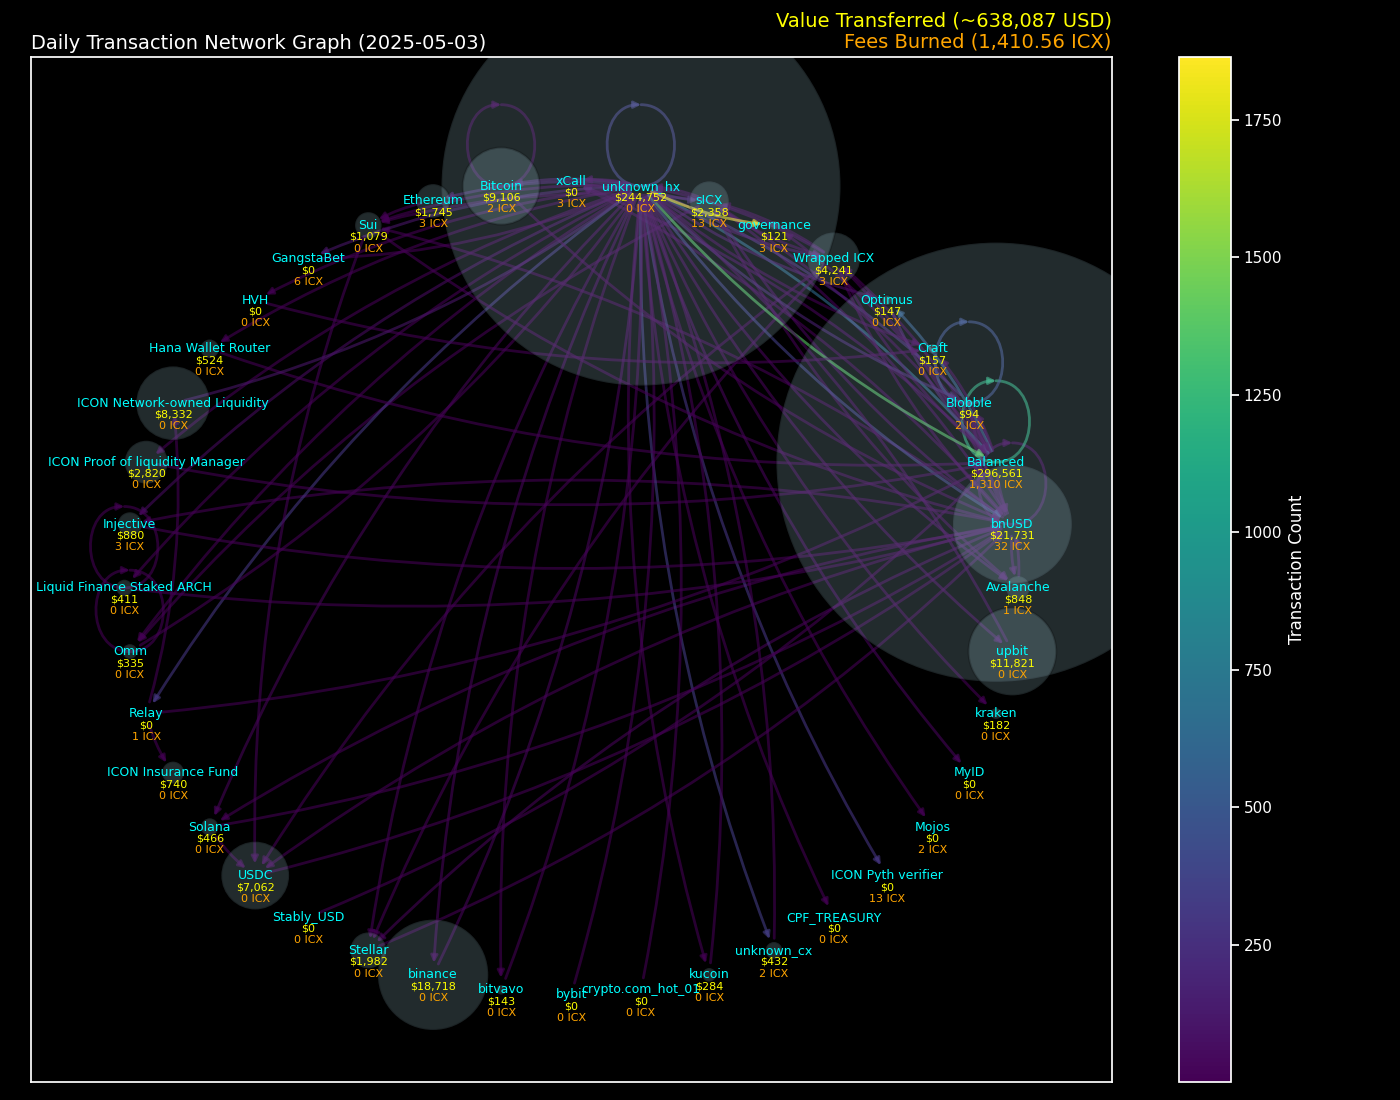 Value Transferred (~638,087 USD)
Daily Transaction Network Graph (2025-05-03)
Fees Burned (1,410.56 ICX)
xCall
$0
3 ICX
Bitcoin
$9,106
2 ICX
unknown_hx
$244,752
0 ICX
Ethereum
$1,745
3 ICX
sICX
$2,358
13 ICX
Sui
$1,079
0 ICX
governance
$121
3 ICX
GangstaBet
$0
6 ICX
Wrapped ICX
$4,241
3 ICX
HVH
$0
0 ICX
Optimus
$147
0 ICX
Hana Wallet Router
$524
0 ICX
Craft
$157
0 ICX
ICON Network-owned Liquidity
$8,332
0 ICX
Blobble
$94
2 ICX
ICON Proof of liquidity Manager
$2,820
0 ICX
Balanced
$296,561
1,310 ICX
Injective
$880
3 ICX
bnUSD
$21,731
32 ICX
Liquid Finance Staked ARCH
$411
0 ICX
Avalanche
$848
1 ICX
Omm
$335
0 ICX
upbit
$11,821
0 ICX
Relay
$0
1 ICX
kraken
$182
0 ICX
ICON Insurance Fund
$740
0 ICX
MyID
$0
0 ICX
Solana
$466
0 ICX
Mojos
$0
2 ICX
USDC
$7,062
0 ICX
ICON Pyth verifier
$0
13 ICX
Stably_USD
$0
0 ICX
CPF_TREASURY
$0
0 ICX
Stellar
$1,982
0 ICX
unknown_cx
$432
2 ICX
binance
$18,718
0 ICX
kucoin
$284
0 ICX
bitvavo
$143
0 ICX
bybit
$0
0 ICX
crypto.com_hot_01
$0
0 ICX
1750
1500
1250
1000
750
500
250
Transaction Count